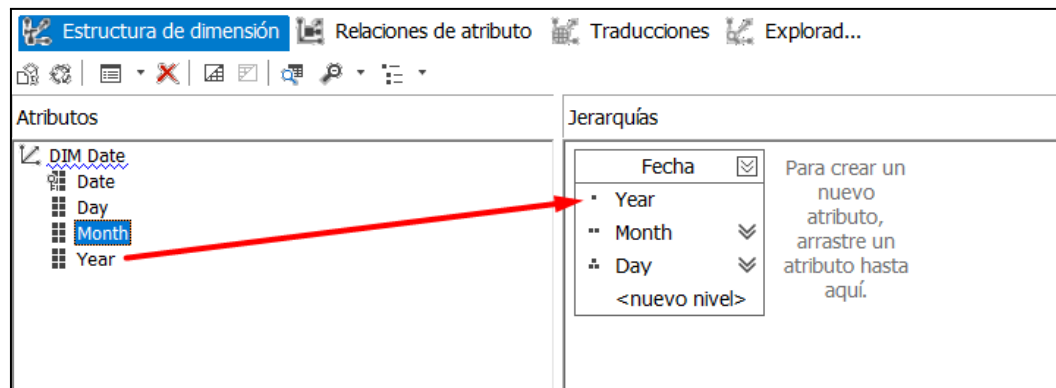 Estructura de dimensión Relaciones de atributo Traducciones Explorad...
Atributos
DIM Date
Date
Day
Month
Year
Jerarquías
Fecha
Year
Month
Day
<nuevo nivel>
Para crear un
nuevo
atributo,
arrastre un
atributo hasta
aquí.